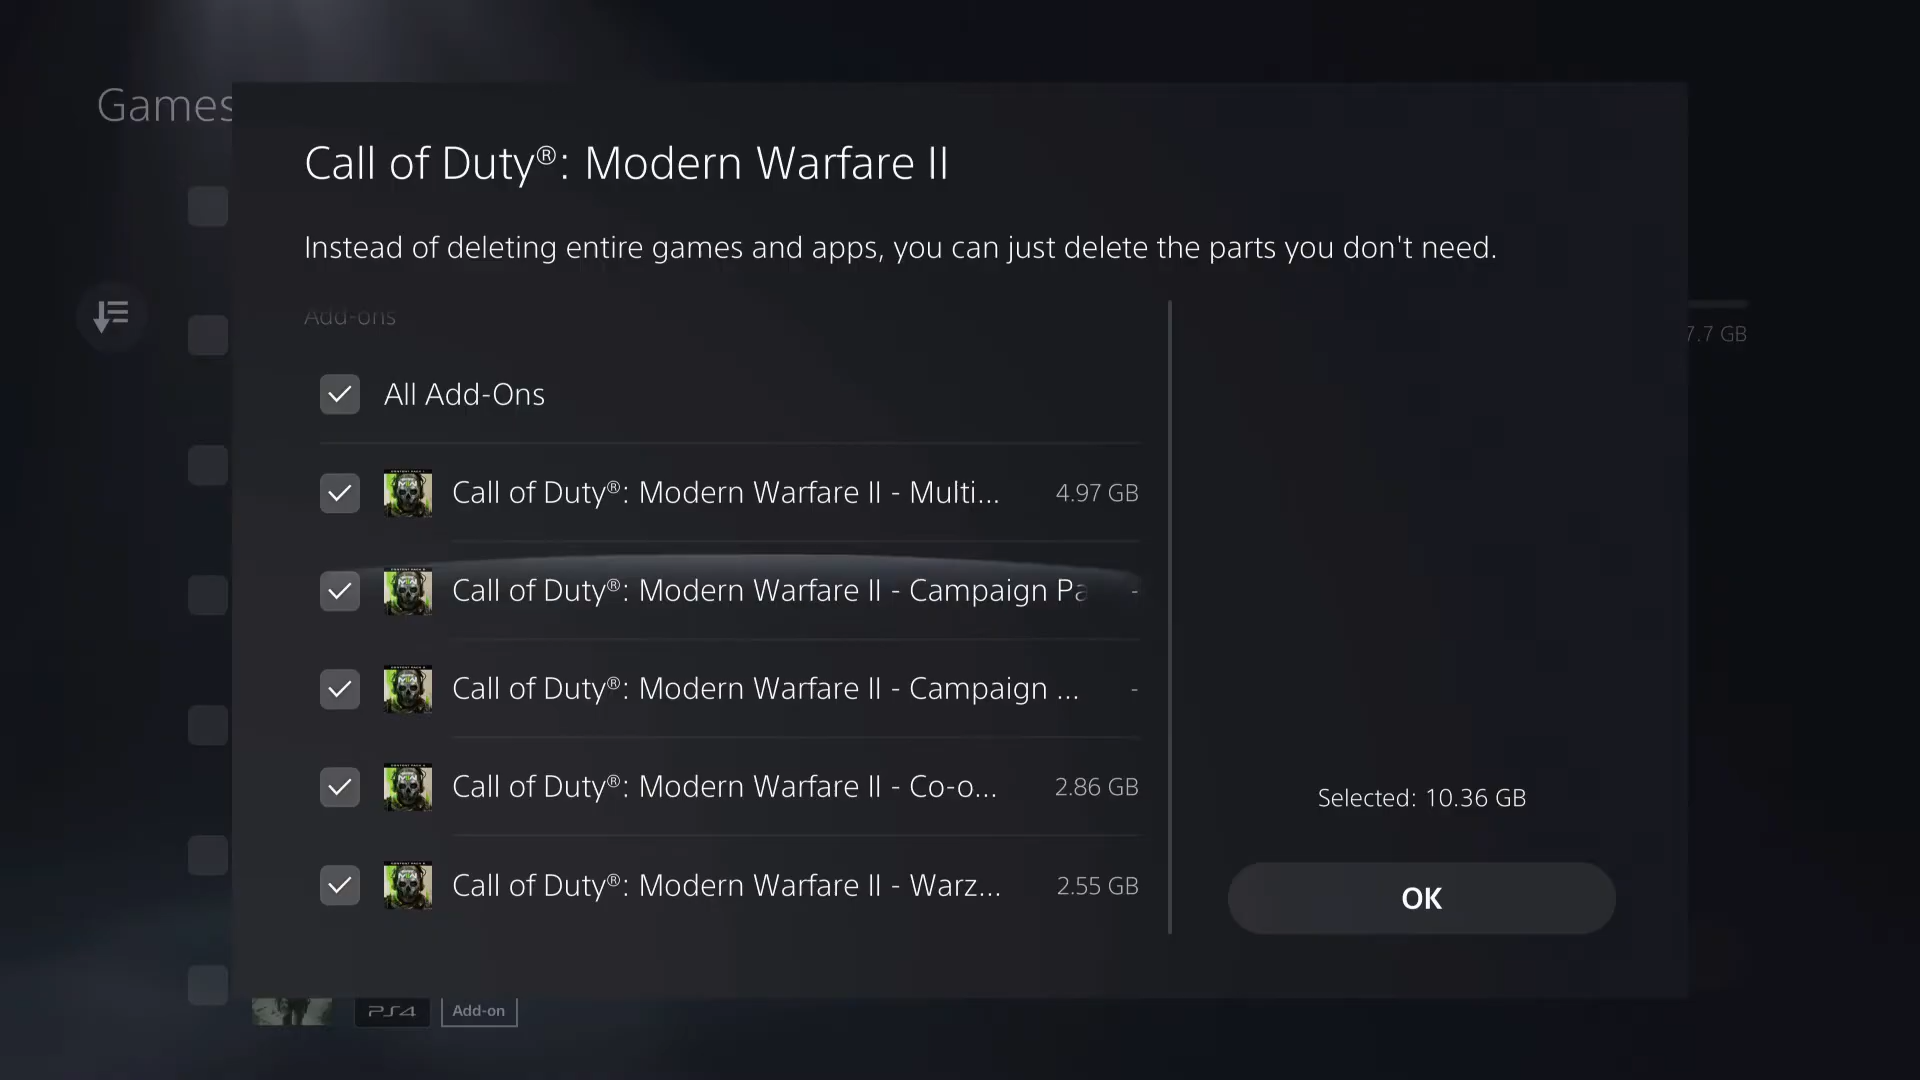 Games
Call of Duty®: Modern Warfare II
Instead of deleting entire games and apps, you can just delete the parts you don't need.
Add-ons
7.7 GB
All Add-Ons
Call of Duty®: Modern Warfare II - Multi... 4.97 GB
Call of Duty®: Modern Warfare II - Campaign Pa -
Call of Duty®: Modern Warfare II - Campaign ... -
Call of Duty®: Modern Warfare II - Co-o... 2.86 GB
Selected: 10.36 GB
Call of Duty®: Modern Warfare II - Warz... 2.55 GB
OK
PS4 Add-on